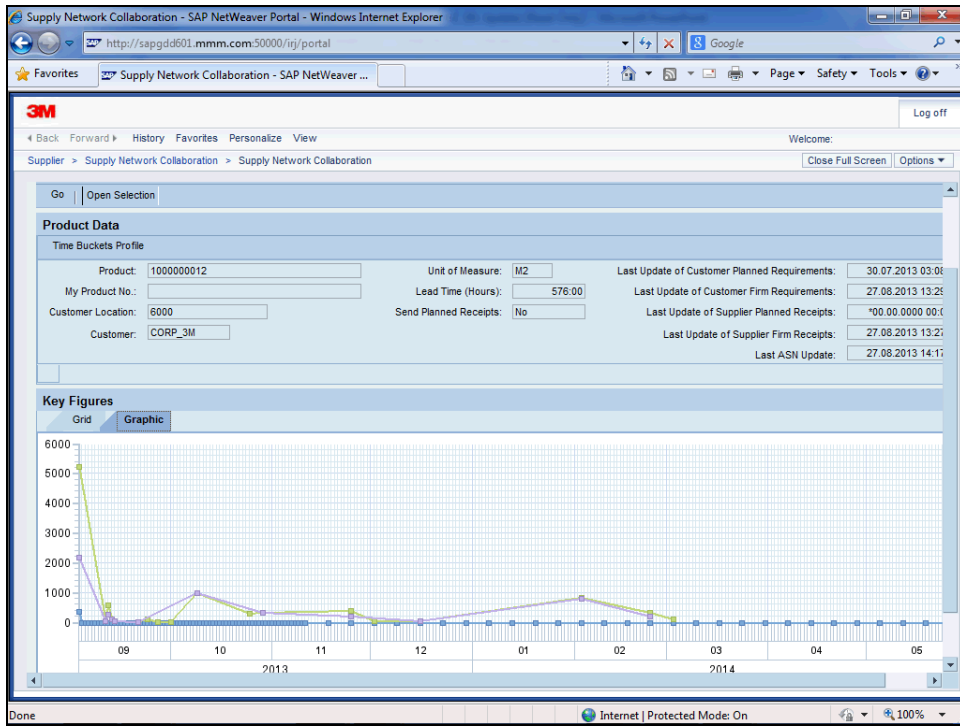 Supply Network Collaboration - SAP NetWeaver Portal - Windows Internet Explorer
http://sapgdd601.mmm.com:50000/irj/portal
Google
Favorites Supply Network Collaboration - SAP NetWeaver ... Page Safety Tools
3M Log off
Back Forward History Favorites Personalize View Welcome:
Supplier > Supply Network Collaboration > Supply Network Collaboration Close Full Screen Options
Go Open Selection
Product Data
Time Buckets Profile
Product: 1000000012 Unit of Measure: M2 Last Update of Customer Planned Requirements: 30.07.2013 03:08
My Product No.: Lead Time (Hours): 576:00 Last Update of Customer Firm Requirements: 27.08.2013 13:29
Customer Location: 6000 Send Planned Receipts: No Last Update of Supplier Planned Receipts: *00.00.0000 00:0
Customer: CORP_3M Last Update of Supplier Firm Receipts: 27.08.2013 13:27
Last ASN Update: 27.08.2013 14:17
Key Figures
Grid Graphic
6000
5000
4000
3000
2000
1000
0
09 10 11 12 01 02 03 04 05
2013 2014
Done Internet | Protected Mode: On 100%